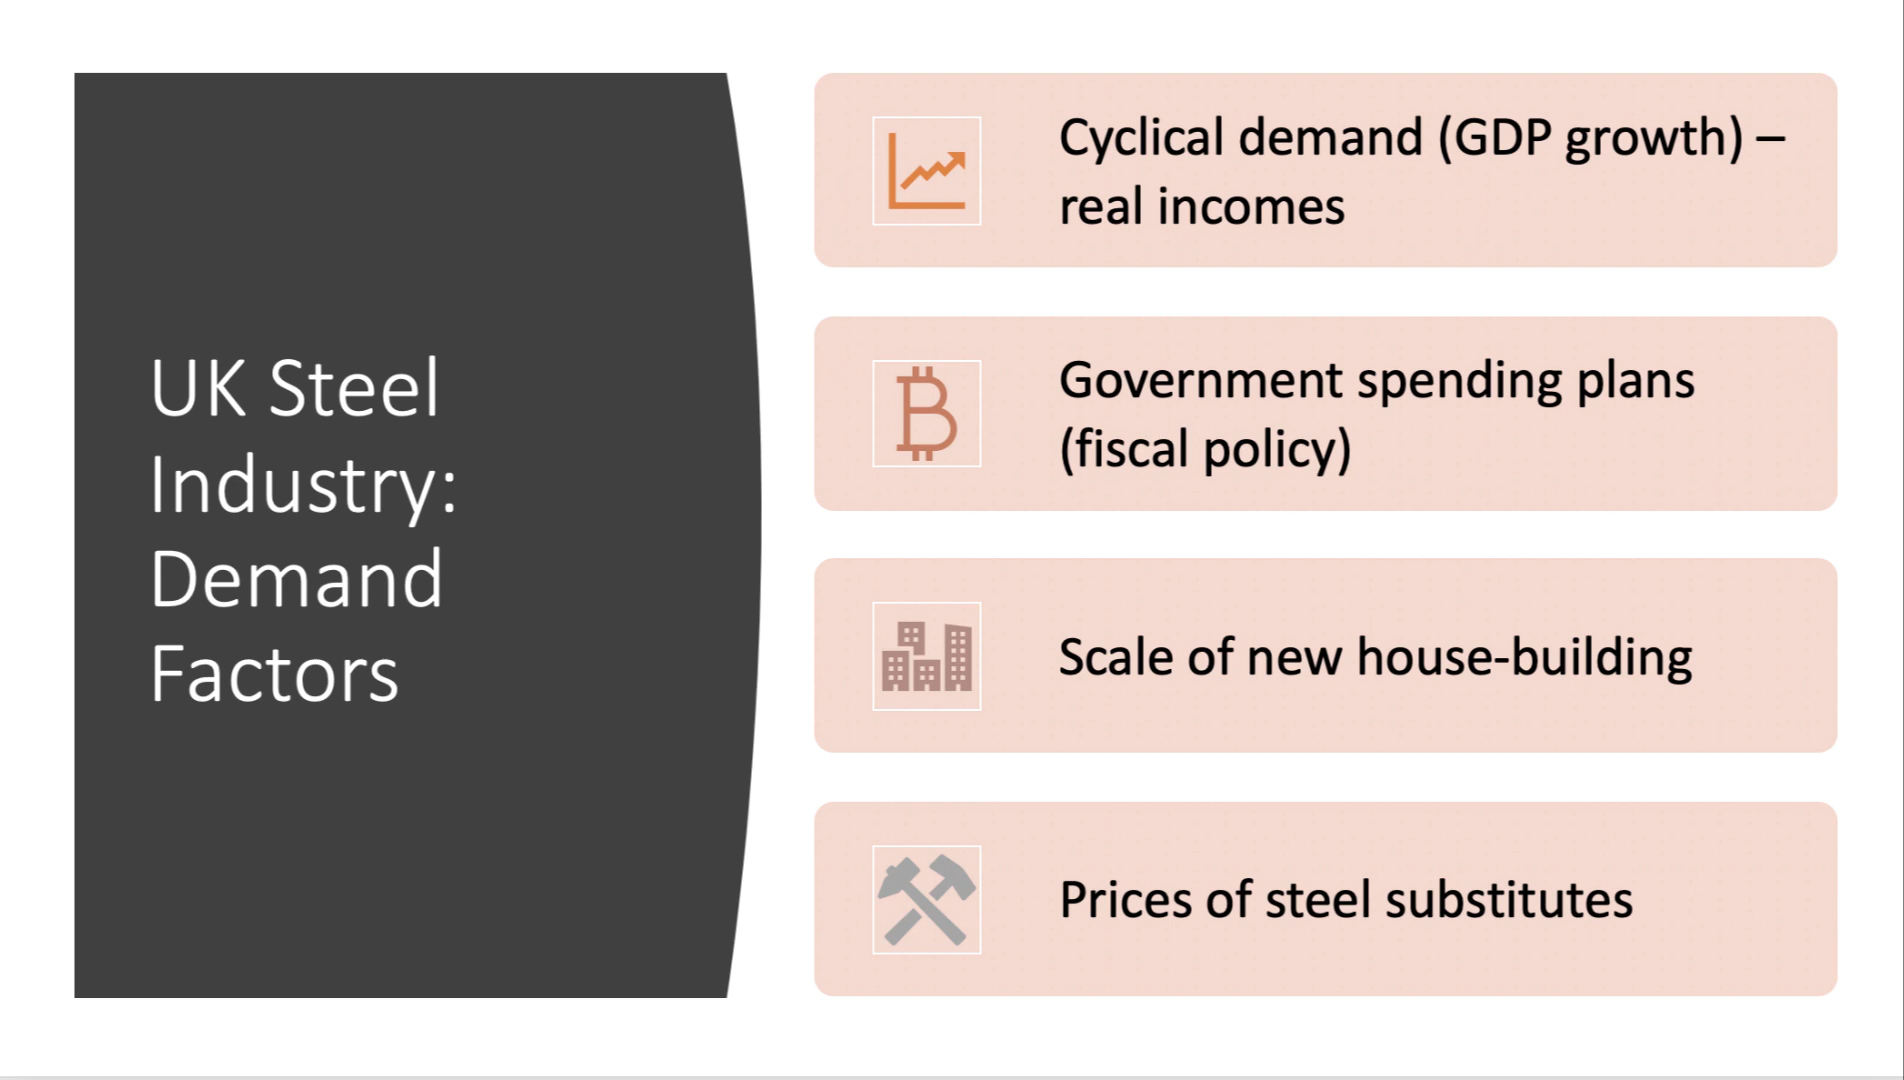 UK Steel
Industry:
Demand
Factors
Cyclical demand (GDP growth) –
real incomes
Government spending plans
(fiscal policy)
Scale of new house-building
Prices of steel substitutes